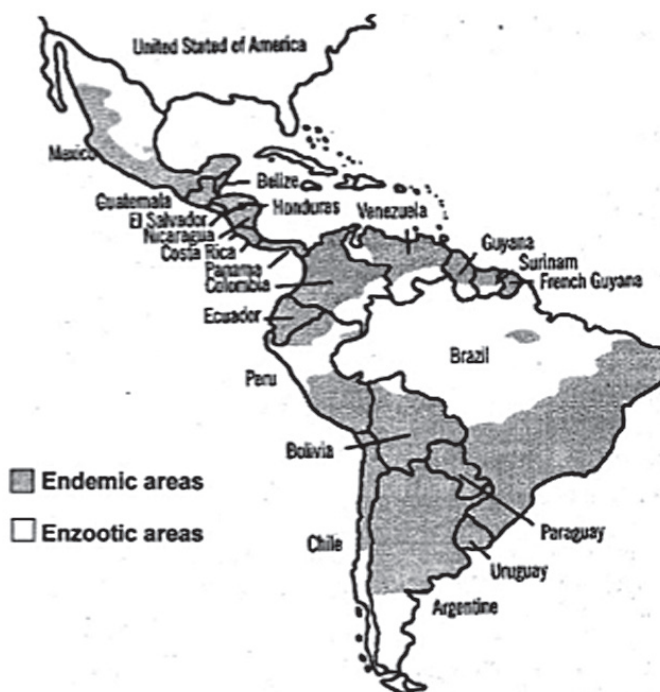 United Stated of America
Mexico
Belize
Guatemala
Honduras
El Salvador
Nicaragua
Costa Rica
Panama
Colombia
Venezuela
Guyana
Surinam
French Guyana
Ecuador
Brazil
Peru
Bolivia
Endemic areas
Enzootic areas
Chile
Paraguay
Uruguay
Argentine